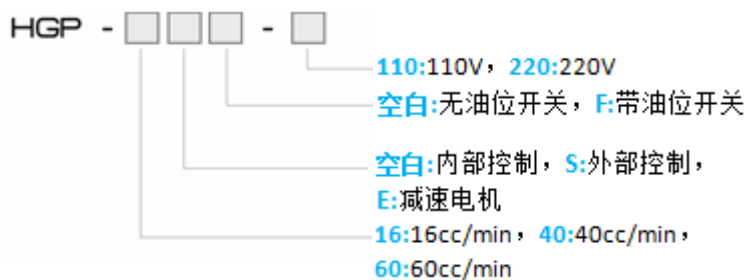 HGP - □□□ - □
110:110V，220:220V
空白:无油位开关，F:带油位开关
空白:内部控制，S:外部控制，
E:减速电机
16:16cc/min，40:40cc/min，
60:60cc/min